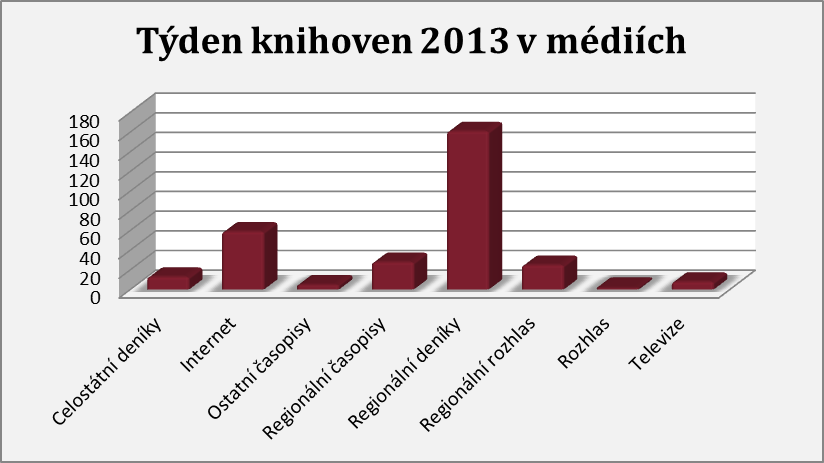 Týden knihoven 2013 v médiích
180
160
140
120
100
80
60
40
20
0
Celostátní deníky
Internet
Ostatní časopisy
Regionální časopisy
Regionální deníky
Regionální rozhlas
Rozhlas
Televize